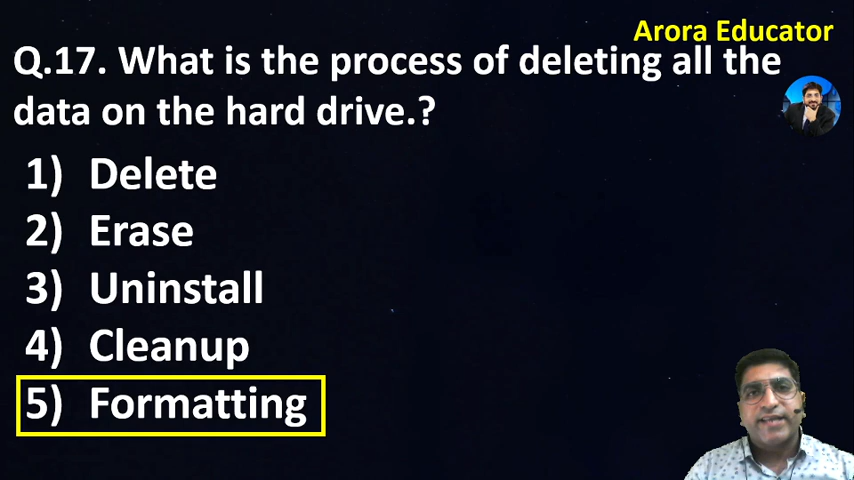 Arora Educator
Q.17. What is the process of deleting all the
data on the hard drive.?
1) Delete
2) Erase
3) Uninstall
4) Cleanup
5) Formatting